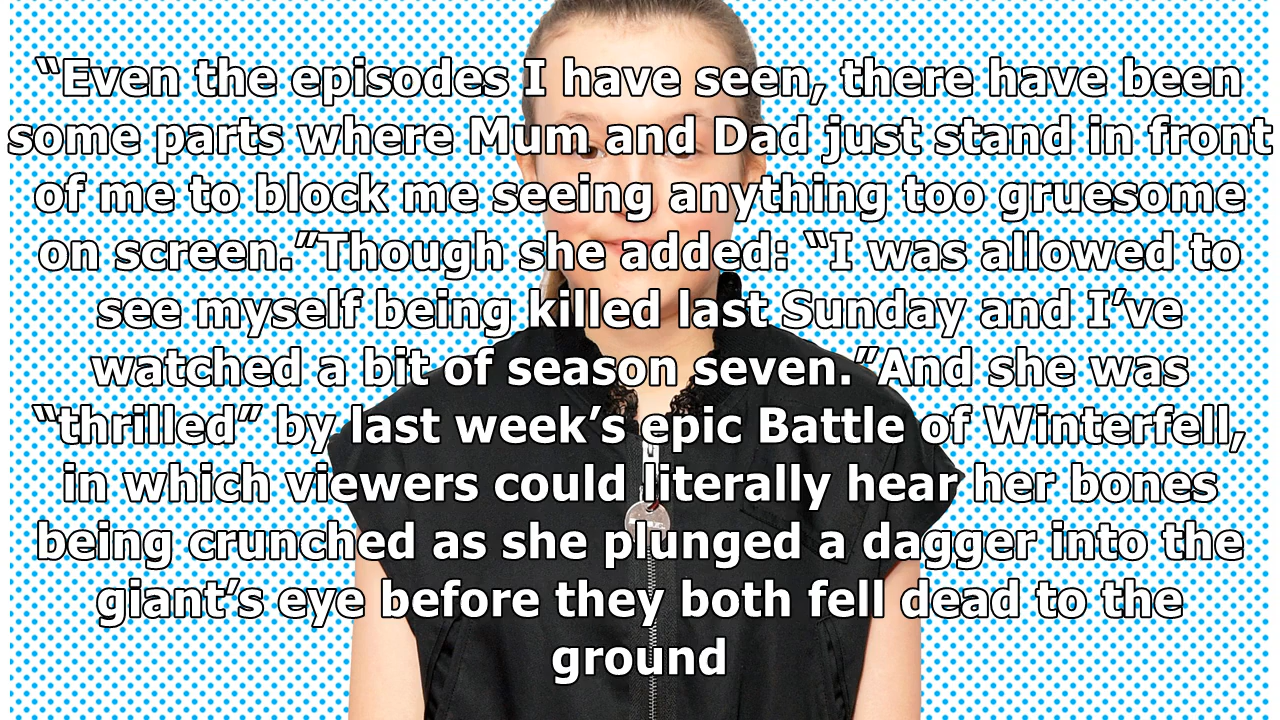 “Even the episodes I have seen, there have been
some parts where Mum and Dad just stand in front
of me to block me seeing anything too gruesome
on screen.”Though she added: “I was allowed to
see myself being killed last Sunday and I’ve
watched a bit of season seven.”And she was
“thrilled” by last week’s epic Battle of Winterfell,
in which viewers could literally hear her bones
being crunched as she plunged a dagger into the
giant’s eye before they both fell dead to the
ground